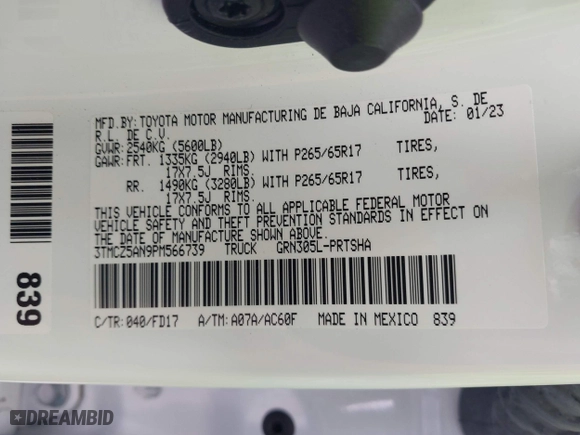 MFD.BY:TOYOTA MOTOR MANUFACTURING DE BAJA CALIFORNIA, S. DE
R.L. DE C.V. DATE: 01/23
GVWR:2540KG (5600LB)
GAWR:FRT. 1335KG (2940LB) WITH P265/65R17 TIRES,
17X7.5J RIMS.
RR. 1490KG (3280LB) WITH P265/65R17 TIRES,
17X7.5J RIMS.
THIS VEHICLE CONFORMS TO ALL APPLICABLE FEDERAL MOTOR
VEHICLE SAFETY AND THEFT PREVENTION STANDARDS IN EFFECT ON
THE DATE OF MANUFACTURE SHOWN ABOVE.
3TMCZ5AN9PM566739 TRUCK GRN305L-PRTSHA
C/TR:040/FD17 A/TM:A07A/AC60F MADE IN MEXICO 839
839
DREAMBID